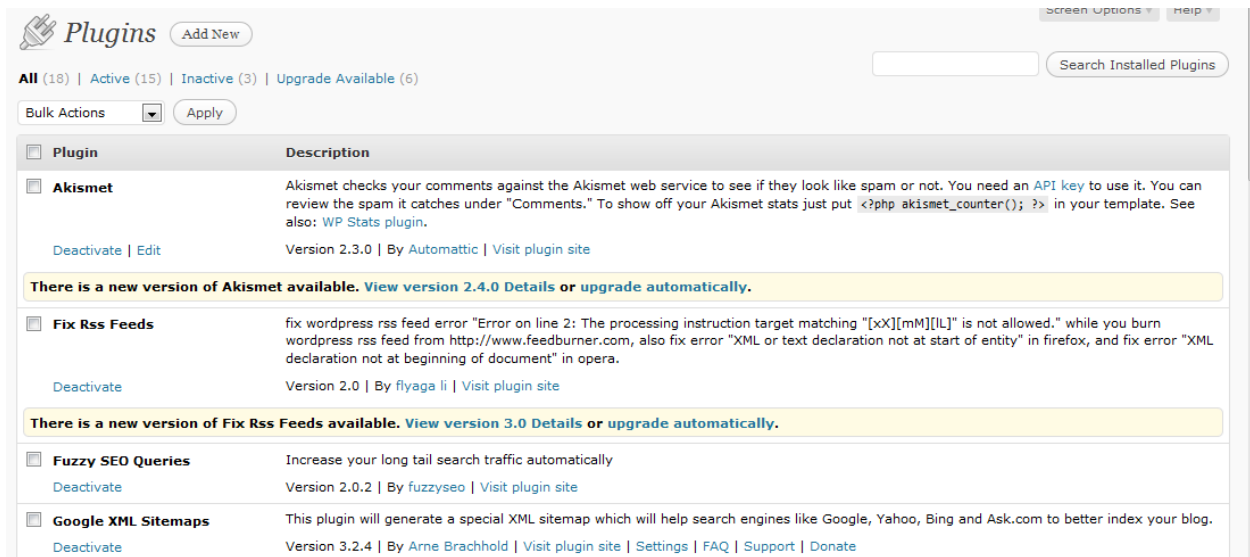 Screen Options Help
Plugins Add New
Search Installed Plugins
All (18) | Active (15) | Inactive (3) | Upgrade Available (6)
Bulk Actions Apply
Plugin Description
Akismet
Akismet checks your comments against the Akismet web service to see if they look like spam or not. You need an API key to use it. You can
review the spam it catches under "Comments." To show off your Akismet stats just put <?php akismet_counter(); ?> in your template. See
also: WP Stats plugin.
Deactivate | Edit
Version 2.3.0 | By Automattic | Visit plugin site
There is a new version of Akismet available. View version 2.4.0 Details or upgrade automatically.
Fix Rss Feeds
fix wordpress rss feed error "Error on line 2: The processing instruction target matching "[xX][mM][lL]" is not allowed." while you burn
wordpress rss feed from http://www.feedburner.com, also fix error "XML or text declaration not at start of entity" in firefox, and fix error "XML
declaration not at beginning of document" in opera.
Deactivate
Version 2.0 | By flyaga li | Visit plugin site
There is a new version of Fix Rss Feeds available. View version 3.0 Details or upgrade automatically.
Fuzzy SEO Queries
Increase your long tail search traffic automatically
Deactivate
Version 2.0.2 | By fuzzyseo | Visit plugin site
Google XML Sitemaps
This plugin will generate a special XML sitemap which will help search engines like Google, Yahoo, Bing and Ask.com to better index your blog.
Deactivate
Version 3.2.4 | By Arne Brachhold | Visit plugin site | Settings | FAQ | Support | Donate